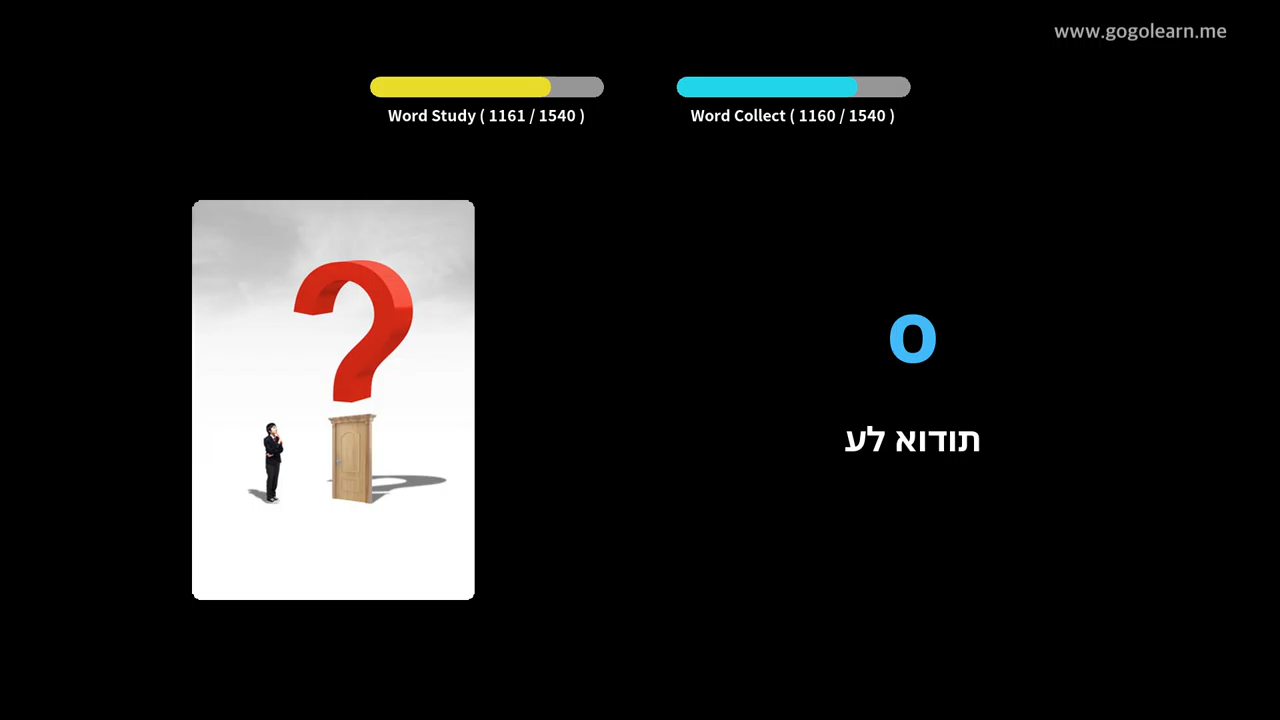 www.gogolearn.me
Word Study ( 1161 / 1540 )
Word Collect ( 1160 / 1540 )
o
תודוא לע